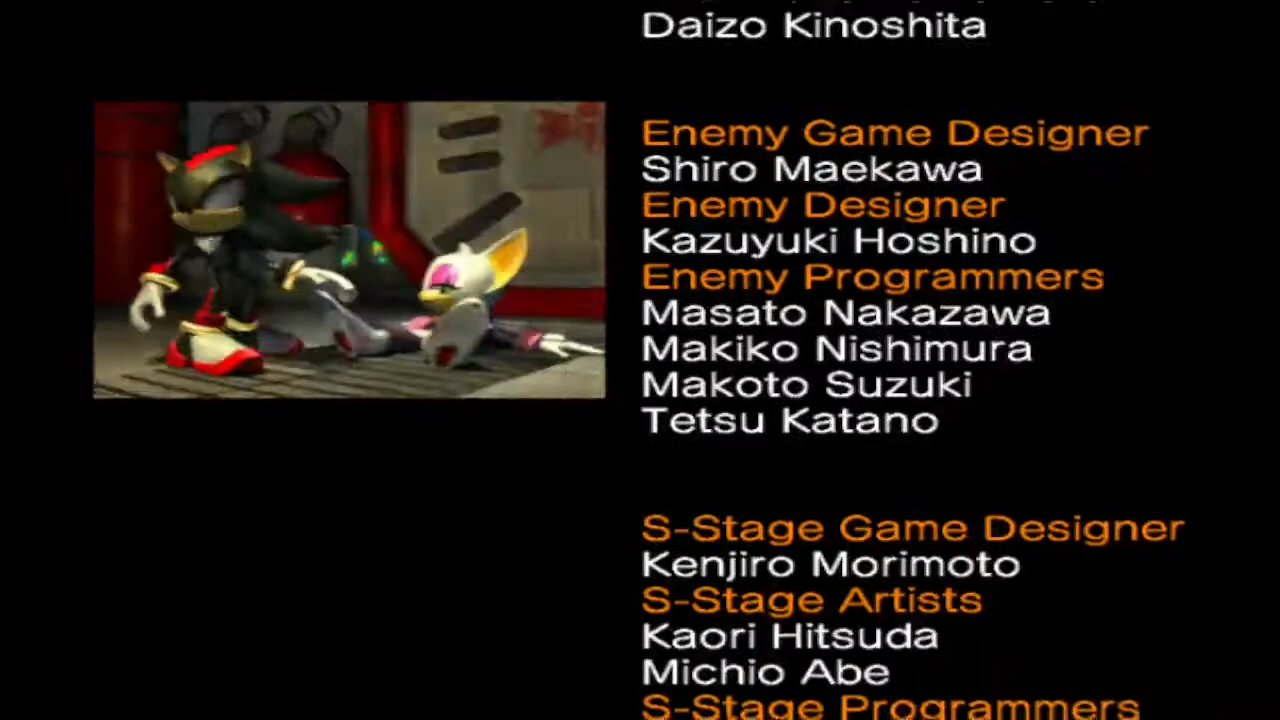 Daizo Kinoshita
Enemy Game Designer
Shiro Maekawa
Enemy Designer
Kazuyuki Hoshino
Enemy Programmers
Masato Nakazawa
Makiko Nishimura
Makoto Suzuki
Tetsu Katano
S-Stage Game Designer
Kenjiro Morimoto
S-Stage Artists
Kaori Hitsuda
Michio Abe
S-Stage Programmers